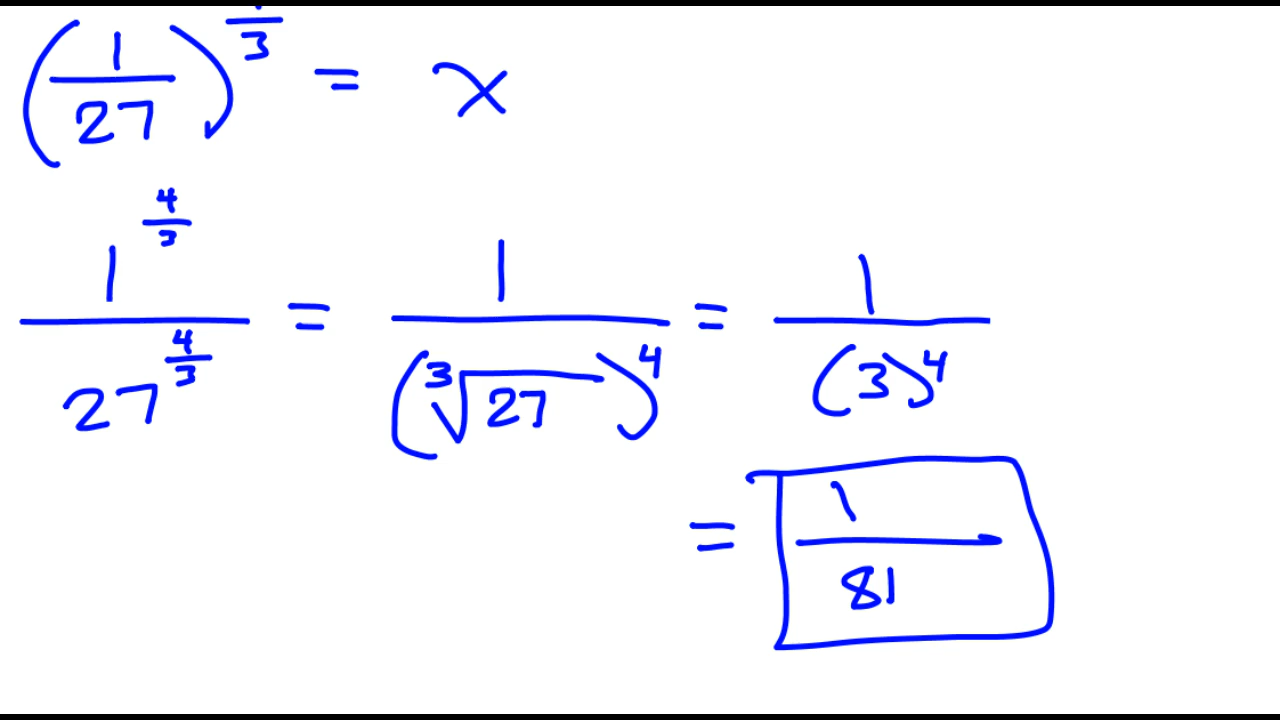 (1/27)^(4/3) = x
1^(4/3)/27^(4/3) = 1/(∛27)^4 = 1/(3)^4
= 1/81